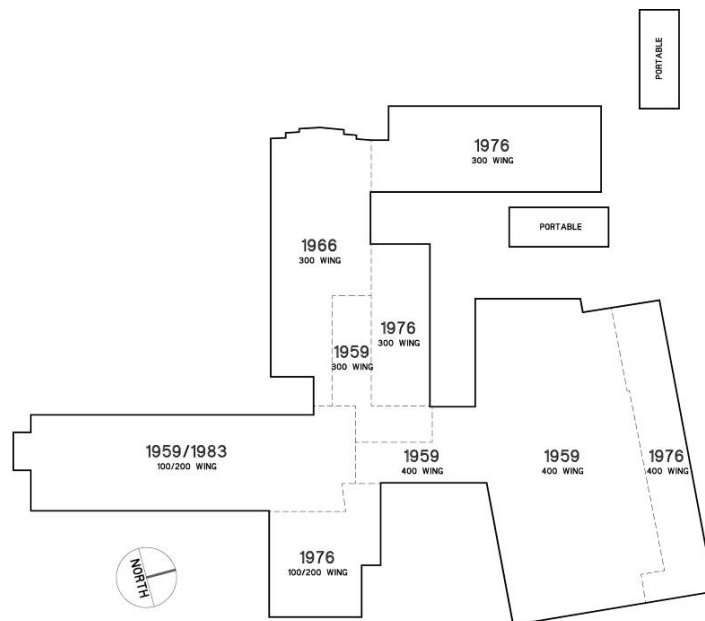 PORTABLE
1976
300 WING
PORTABLE
1966
300 WING
1976
300 WING
1959
300 WING
1959/1983
100/200 WING
1959
400 WING
1959
400 WING
1976
400 WING
1976
100/200 WING
NORTH